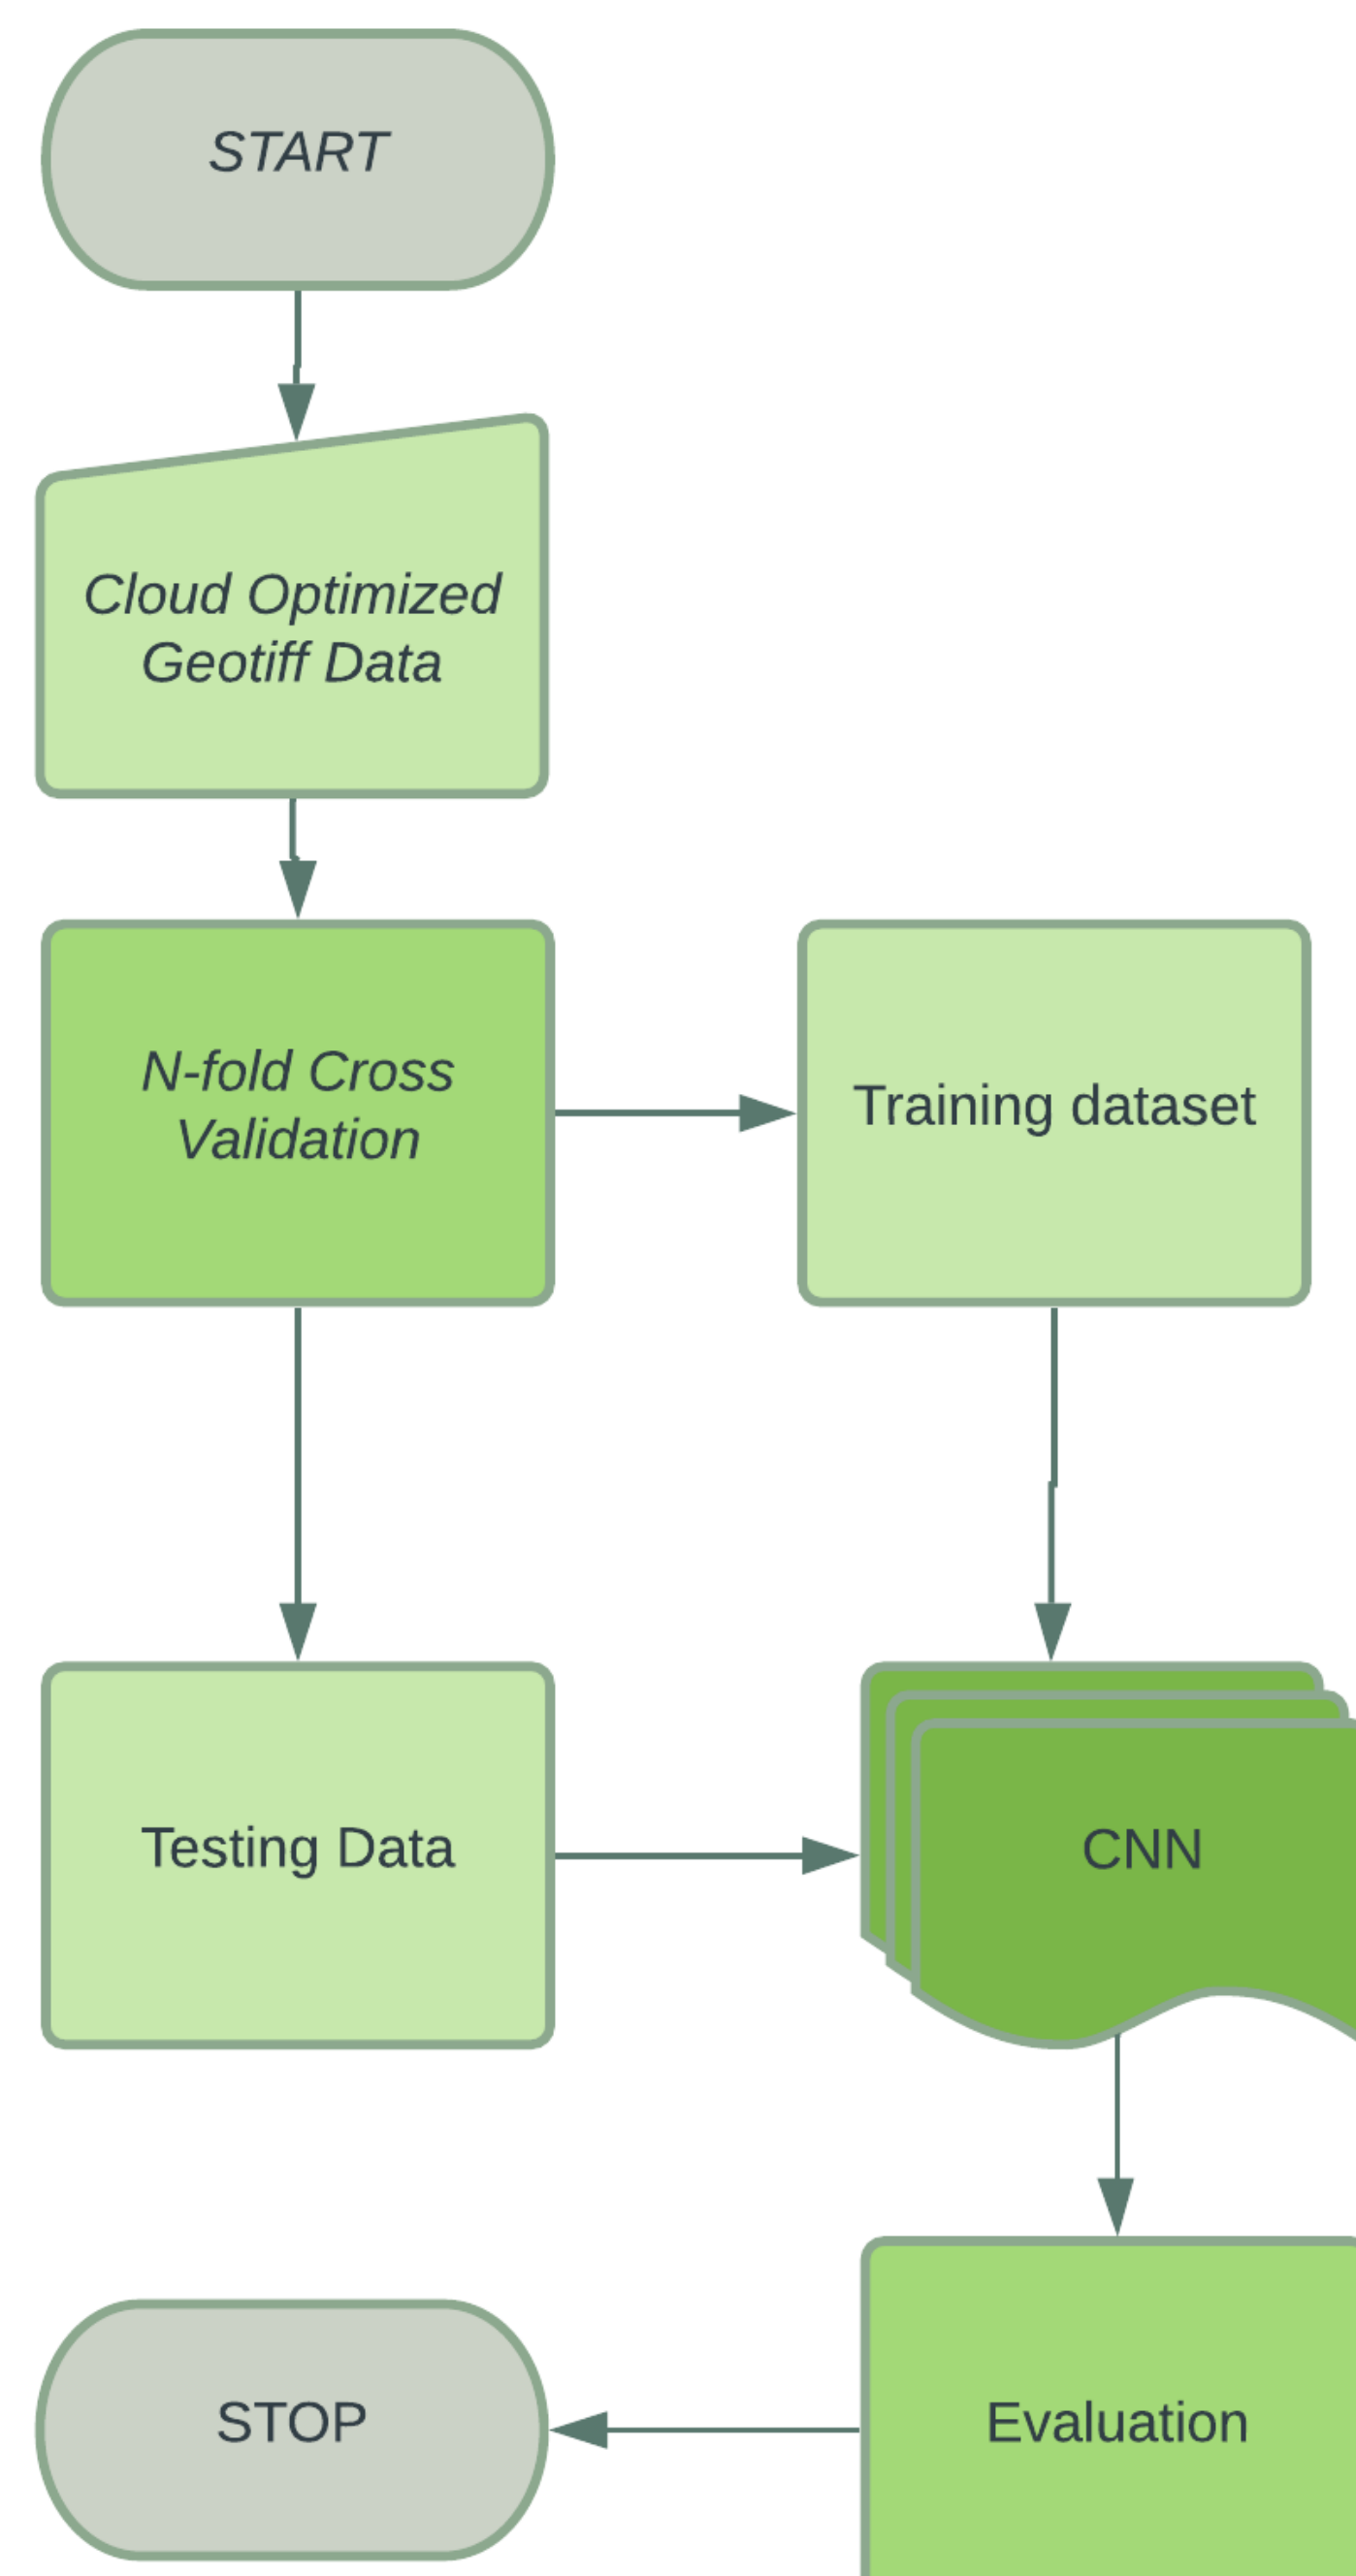 START
Cloud Optimized
Geotiff Data
N-fold Cross
Validation
Training dataset
Testing Data
CNN
STOP
Evaluation